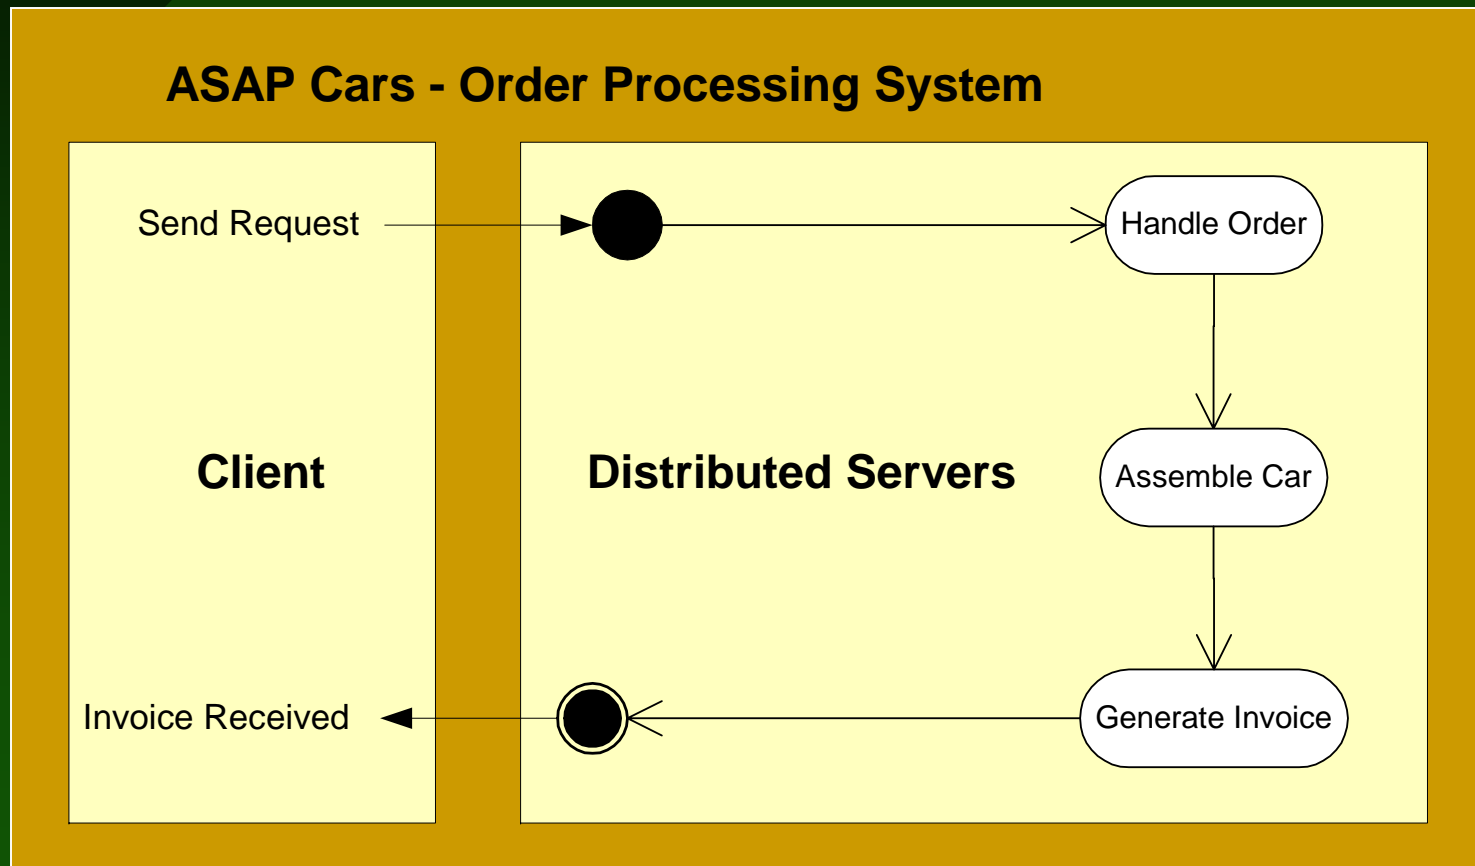 ASAP Cars - Order Processing System
Send Request
Handle Order
Client
Distributed Servers
Assemble Car
Invoice Received
Generate Invoice